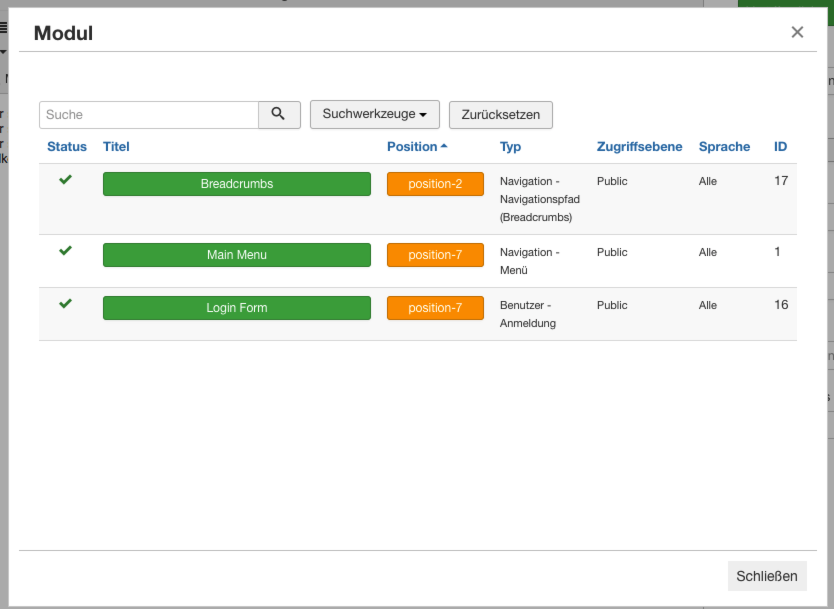 Modul
×
Suche
Suchwerkzeuge
Zurücksetzen
Status Titel Position Typ Zugriffsebene Sprache ID
Breadcrumbs position-2 Navigation - Public Alle 17
Navigationspfad
(Breadcrumbs)
Main Menu position-7 Navigation - Public Alle 1
Menü
Login Form position-7 Benutzer - Public Alle 16
Anmeldung
Schließen